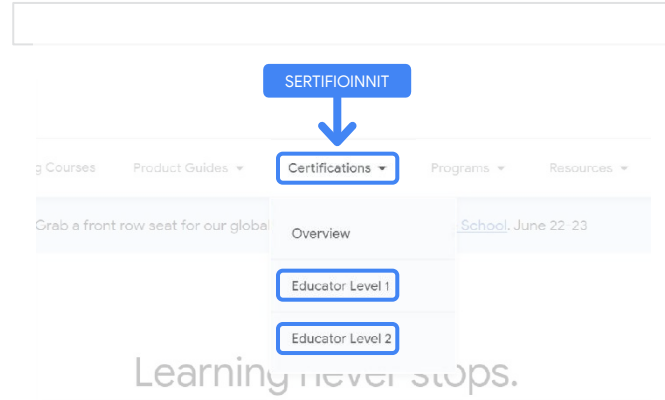 SERTIFIOINNIT
g Courses Product Guides Certifications Programs Resources
Grab a front row seat for our global School. June 22-23
Overview
Educator Level 1
Educator Level 2
Learning never stops.